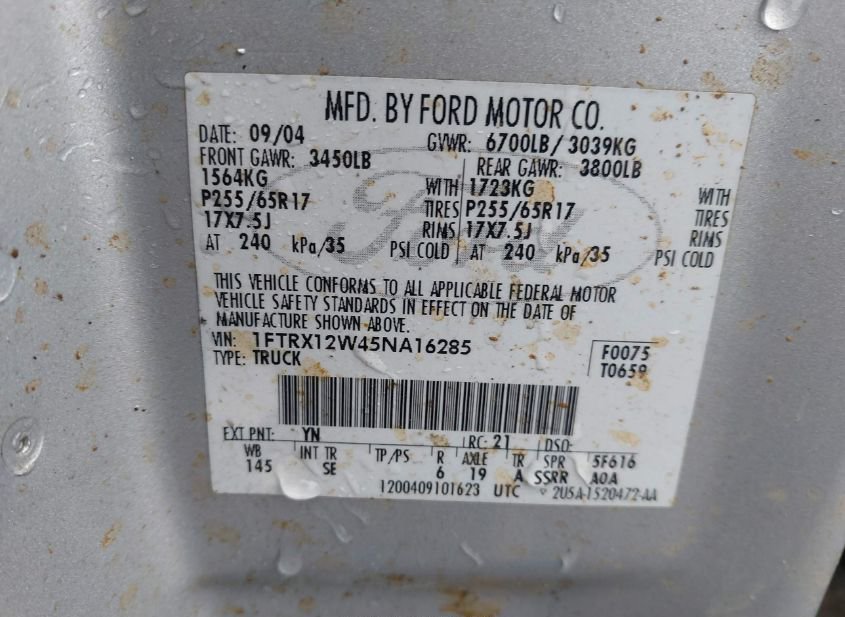 MFD. BY FORD MOTOR CO.
DATE: 09/04 GVWR: 6700LB/ 3039KG
FRONT GAWR: 3450LB REAR GAWR: 3800LB
1564KG WITH 1723KG WITH
P255/65R17 TIRES P255/65R17 TIRES
17X7.5J RIMS 17X7.5J RIMS
AT 240 kPa/35 PSI COLD AT 240 kPa/35 PSI COLD
Ford
THIS VEHICLE CONFORMS TO ALL APPLICABLE FEDERAL MOTOR
VEHICLE SAFETY STANDARDS IN EFFECT ON THE DATE OF
MANUFACTURE SHOWN ABOVE.
VIN: 1FTRX12W45NA16285 F0075
TYPE: TRUCK T0659
EXT PNT: YN RC: 21 DSO:
WB INT TR TP/PS R AXLE TR SPR 5F616
145 SE 6 19 A SSRR AOA
1200409101623 UTC 2U5A-1520472-AA